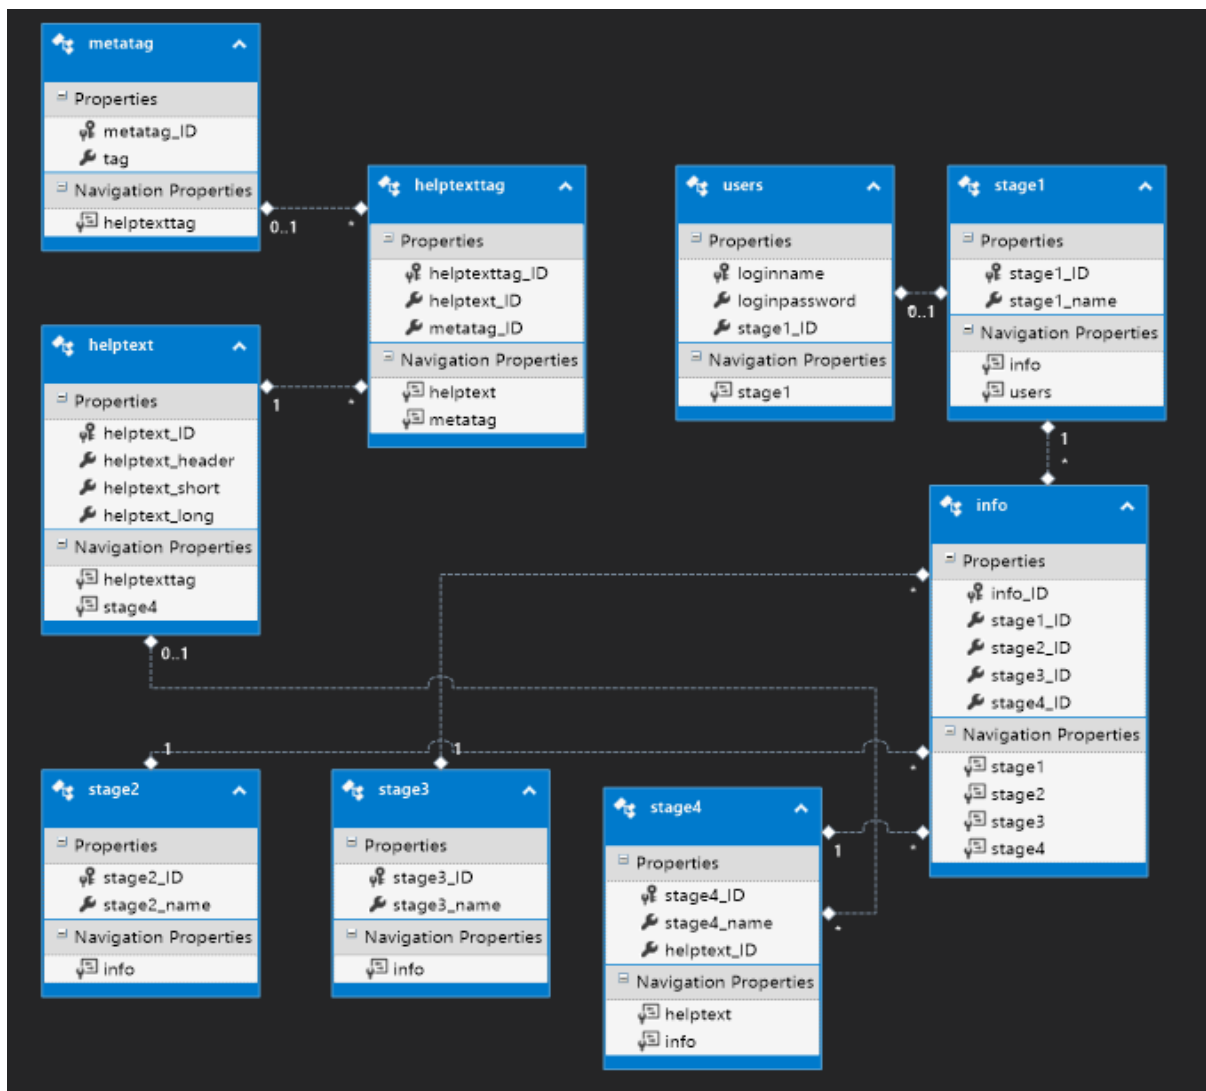 metatag
Properties
metatag_ID
tag
Navigation Properties
helptexttag
0..1
*
helptexttag
Properties
helptexttag_ID
helptext_ID
metatag_ID
Navigation Properties
helptext
metatag
users
Properties
loginname
loginpassword
stage1_ID
Navigation Properties
stage1
0..1
stage1
Properties
stage1_ID
stage1_name
Navigation Properties
info
users
1
*
helptext
Properties
helptext_ID
helptext_header
helptext_short
helptext_long
Navigation Properties
helptexttag
stage4
1
*
0..1
info
Properties
info_ID
stage1_ID
stage2_ID
stage3_ID
stage4_ID
Navigation Properties
stage1
stage2
stage3
stage4
*
*
*
1
stage2
Properties
stage2_ID
stage2_name
Navigation Properties
info
1
stage3
Properties
stage3_ID
stage3_name
Navigation Properties
info
stage4
Properties
stage4_ID
stage4_name
helptext_ID
Navigation Properties
helptext
info
1
*